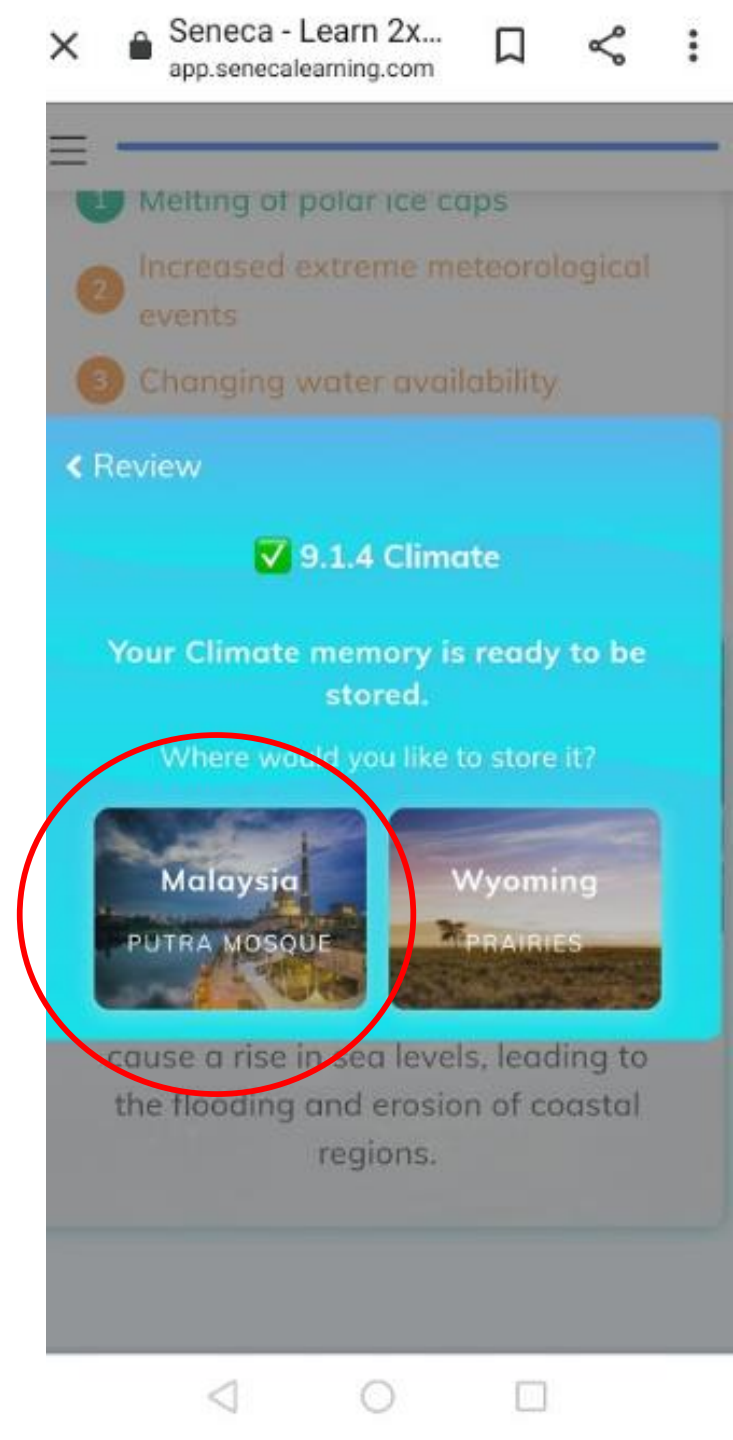 Seneca - Learn 2x...
app.senecalearning.com
1 Melting of polar ice caps
2 Increased extreme meteorological
events
3 Changing water availability
Review
✅ 9.1.4 Climate
Your Climate memory is ready to be
stored.
Where would you like to store it?
Malaysia
PUTRA MOSQUE
Wyoming
PRAIRIES
cause a rise in sea levels, leading to
the flooding and erosion of coastal
regions.